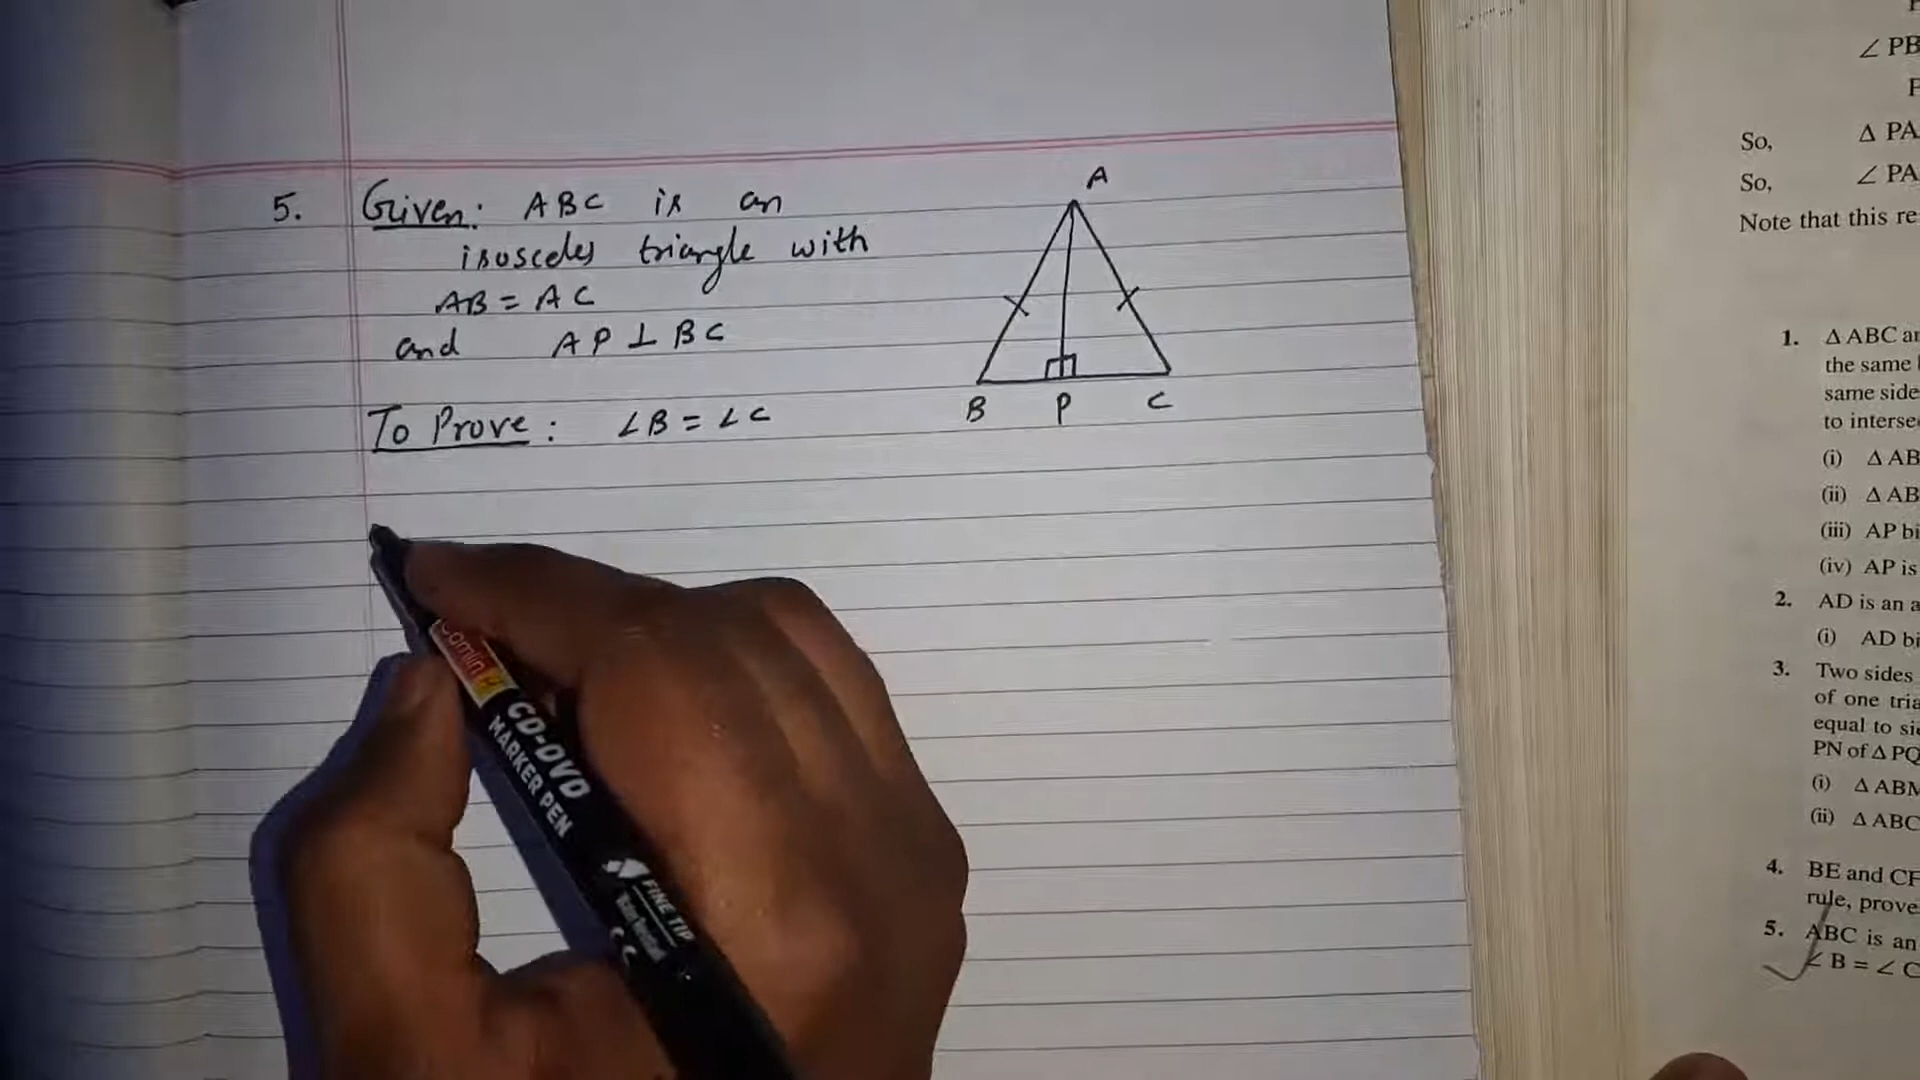 5. Given: ABC is an
isosceles triangle with
AB = AC
and AP ⊥ BC
To Prove: ∠B = ∠C
A
B P C
Camlin
CD-DVD
MARKER PEN
FINE TIP
∠ PB
So, Δ PA
So, ∠ PA
Note that this re
1. Δ ABC an
the same
same side
to interse
(i) Δ AB
(ii) Δ AB
(iii) AP bi
(iv) AP is
2. AD is an a
(i) AD bi
3. Two sides
of one tria
equal to si
PN of Δ PQ
(i) Δ ABM
(ii) Δ ABC
4. BE and CF
rule, prove
5. ABC is an
∠ B = ∠ C